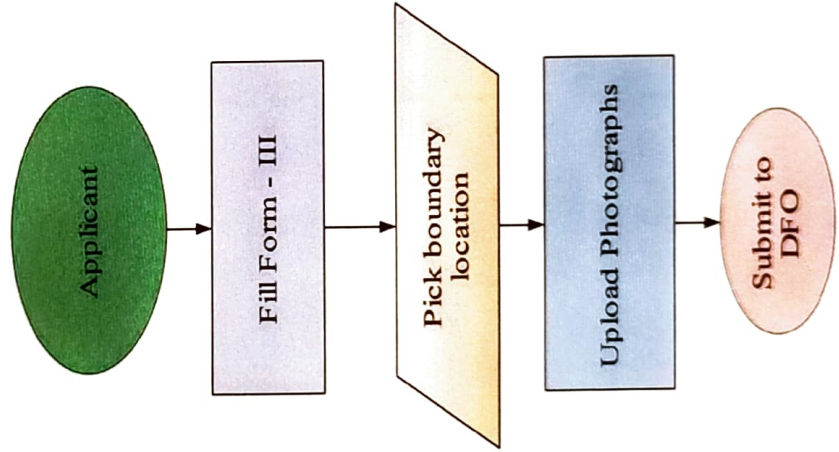 Applicant
Fill Form - III
Pick boundary
location
Upload Photographs
Submit to
DFO